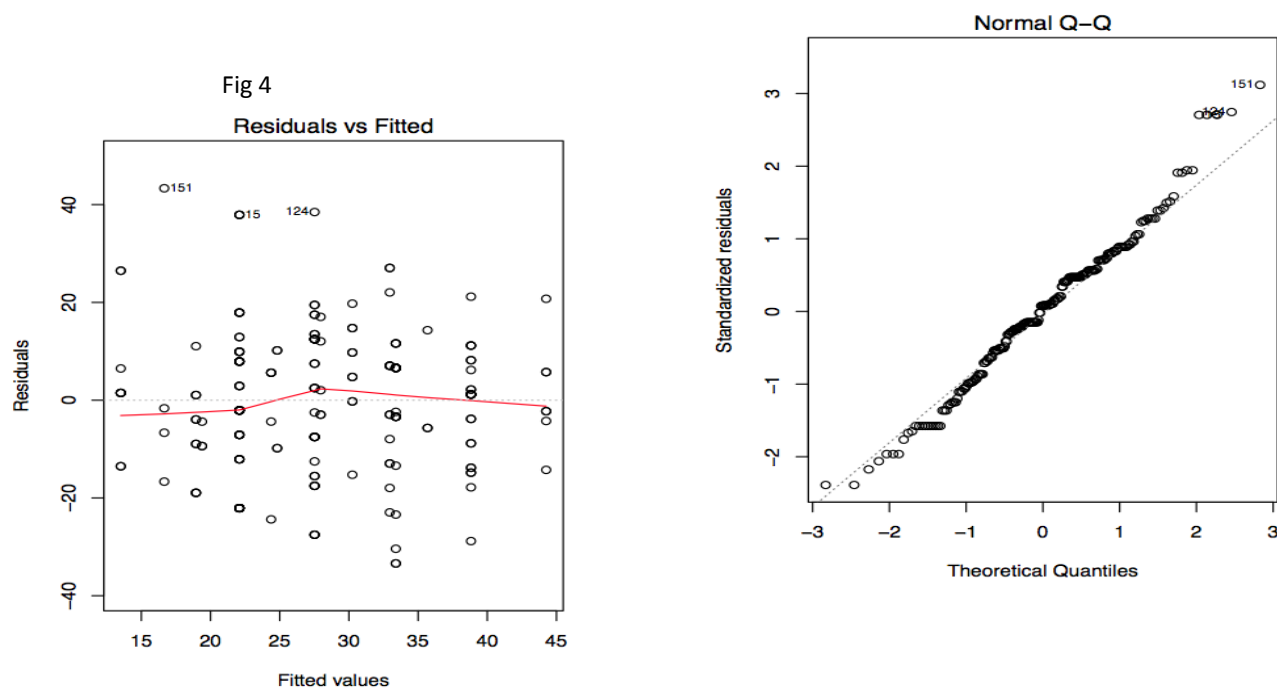 Fig 4
Residuals vs Fitted
Residuals
40
20
0
−20
−40
151
15
124
15 20 25 30 35 40 45
Fitted values
Normal Q−Q
Standardized residuals
3
2
1
0
−1
−2
151
124
−3 −2 −1 0 1 2 3
Theoretical Quantiles